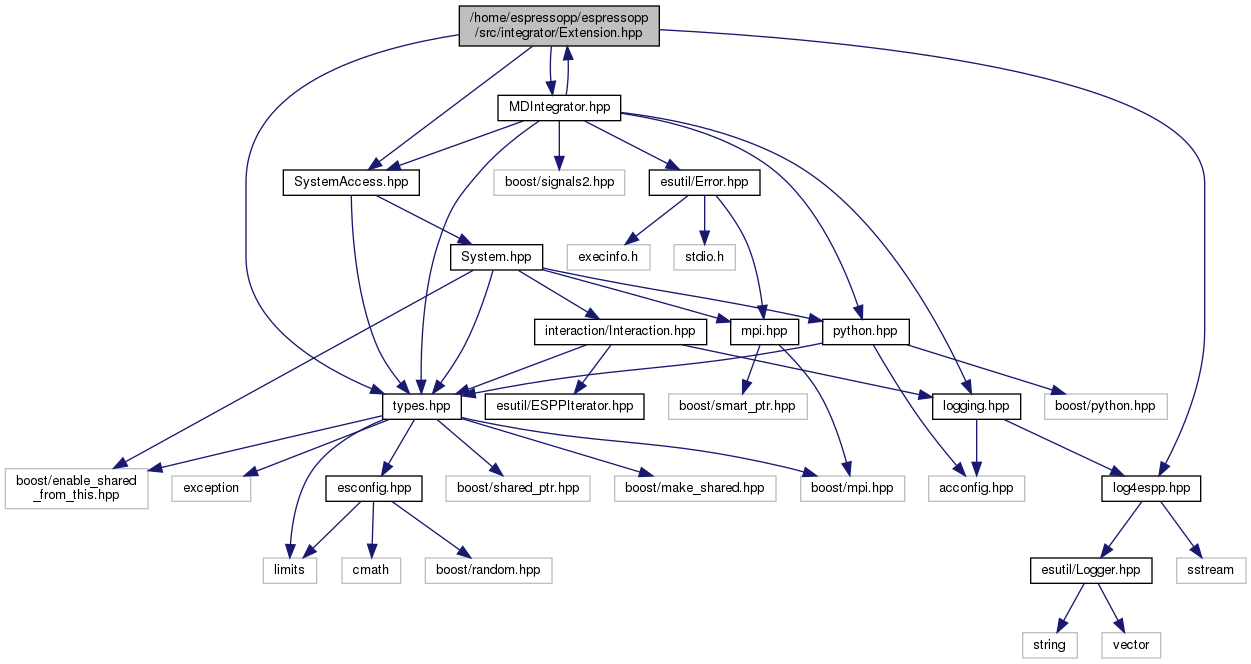 /home/espressopp/espressopp
/src/integrator/Extension.hpp
MDIntegrator.hpp
SystemAccess.hpp
boost/signals2.hpp
esutil/Error.hpp
System.hpp
execinfo.h
stdio.h
interaction/Interaction.hpp
mpi.hpp
python.hpp
types.hpp
esutil/ESPPIterator.hpp
boost/smart_ptr.hpp
logging.hpp
boost/python.hpp
boost/enable_shared
_from_this.hpp
exception
esconfig.hpp
boost/shared_ptr.hpp
boost/make_shared.hpp
boost/mpi.hpp
acconfig.hpp
log4espp.hpp
limits
cmath
boost/random.hpp
esutil/Logger.hpp
sstream
string
vector